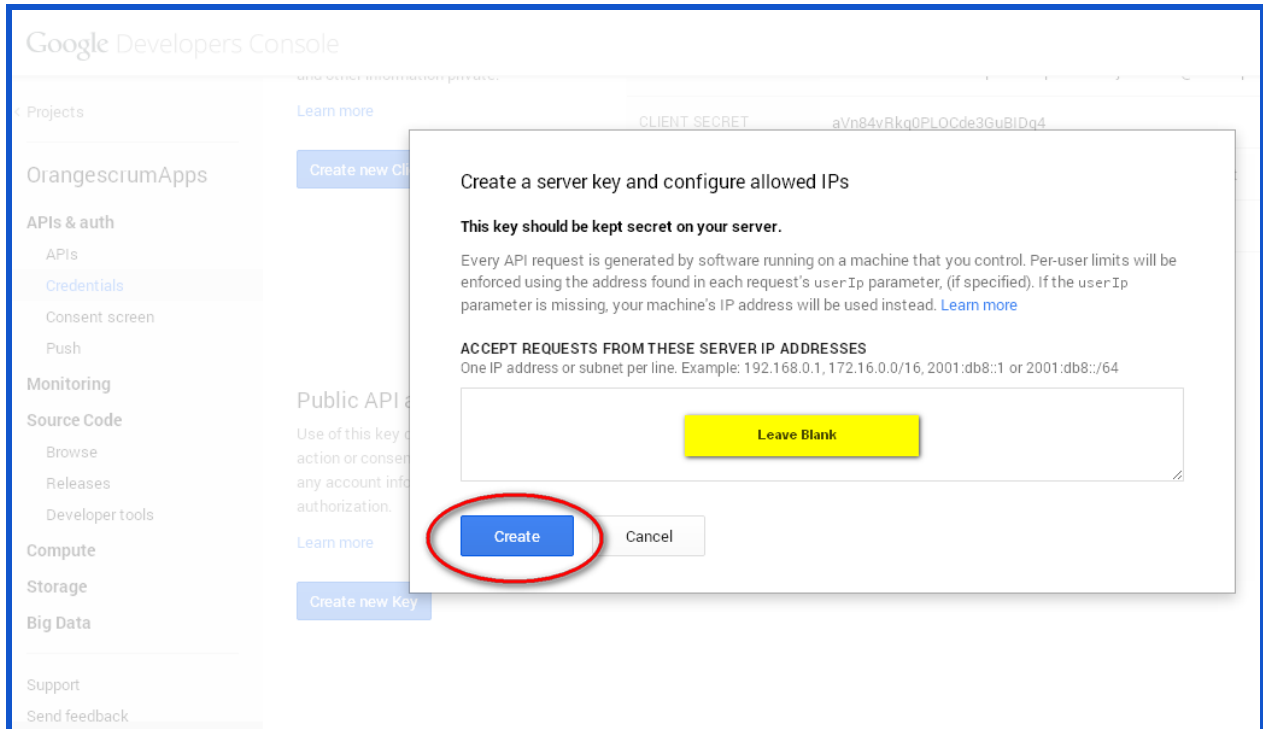 Google Developers Console
and other information private.
< Projects
Learn more
CLIENT SECRET
aVn84vRkq0PLOCde3GuBIDq4
OrangescrumApps
Create new Cli
APIs & auth
APIs
Credentials
Consent screen
Push
Monitoring
Source Code
Browse
Releases
Developer tools
Compute
Storage
Big Data
Support
Send feedback
Public API a
Use of this key d
action or consen
any account info
authorization.
Learn more
Create new Key
Create a server key and configure allowed IPs
This key should be kept secret on your server.
Every API request is generated by software running on a machine that you control. Per-user limits will be
enforced using the address found in each request's userIp parameter, (if specified). If the userIp
parameter is missing, your machine's IP address will be used instead. Learn more
ACCEPT REQUESTS FROM THESE SERVER IP ADDRESSES
One IP address or subnet per line. Example: 192.168.0.1, 172.16.0.0/16, 2001:db8::1 or 2001:db8::/64
Leave Blank
Create
Cancel